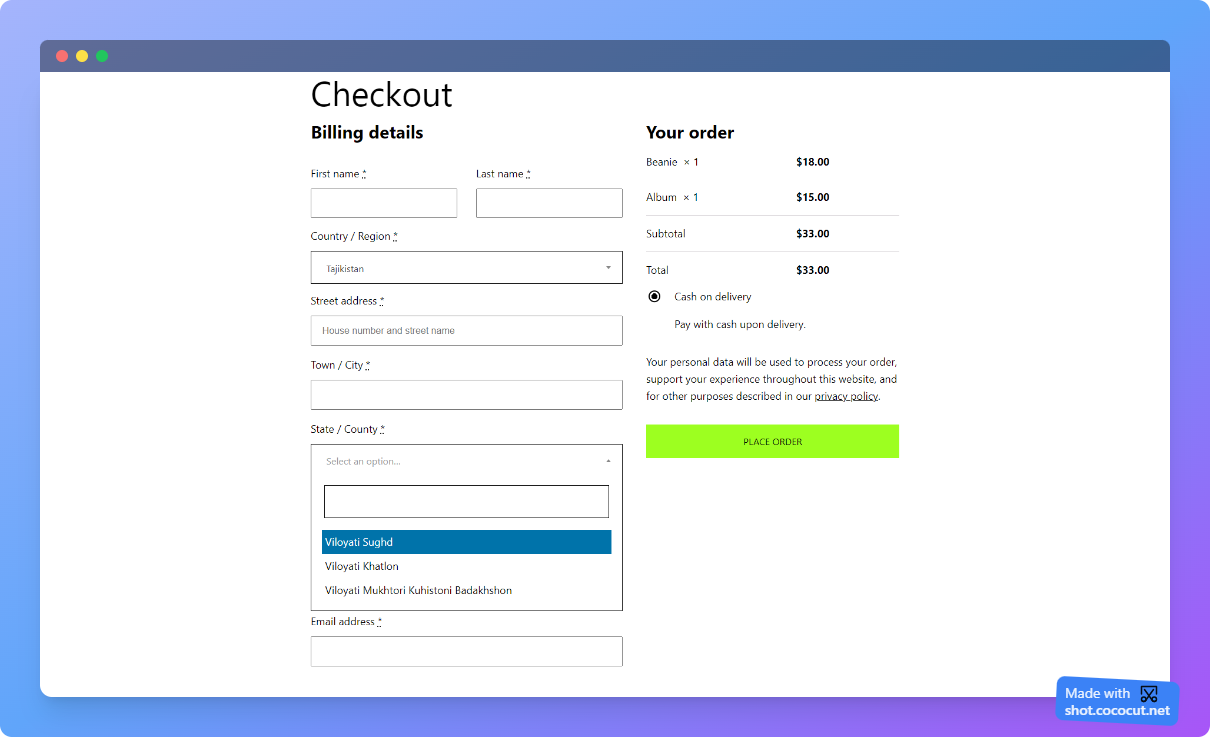 Checkout
Billing details
First name *
Last name *
Country / Region *
Tajikistan
Street address *
House number and street name
Town / City *
State / County *
Select an option...
Viloyati Sughd
Viloyati Khatlon
Viloyati Mukhtori Kuhistoni Badakhshon
Email address *
Your order
Beanie × 1 $18.00
Album × 1 $15.00
Subtotal $33.00
Total $33.00
Cash on delivery
Pay with cash upon delivery.
Your personal data will be used to process your order,
support your experience throughout this website, and
for other purposes described in our privacy policy.
PLACE ORDER
Made with
shot.cococut.net